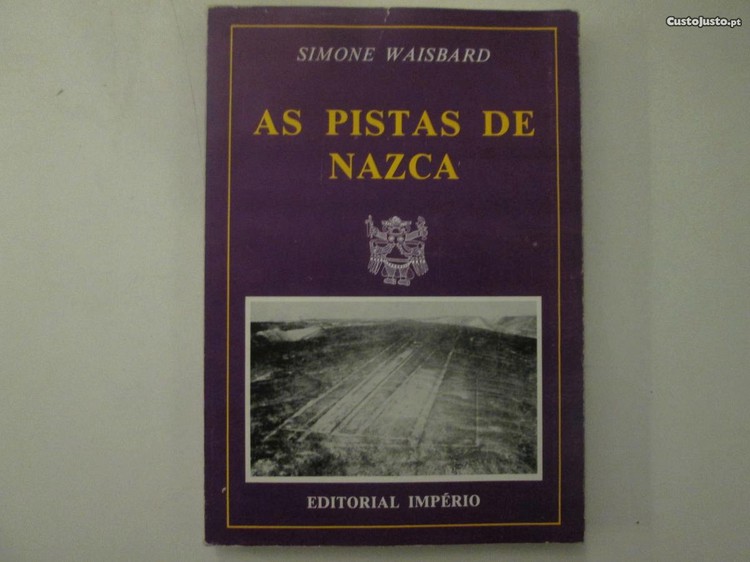 CustoJusto.pt
SIMONE WAISBARD
AS PISTAS DE
NAZCA
EDITORIAL IMPÉRIO